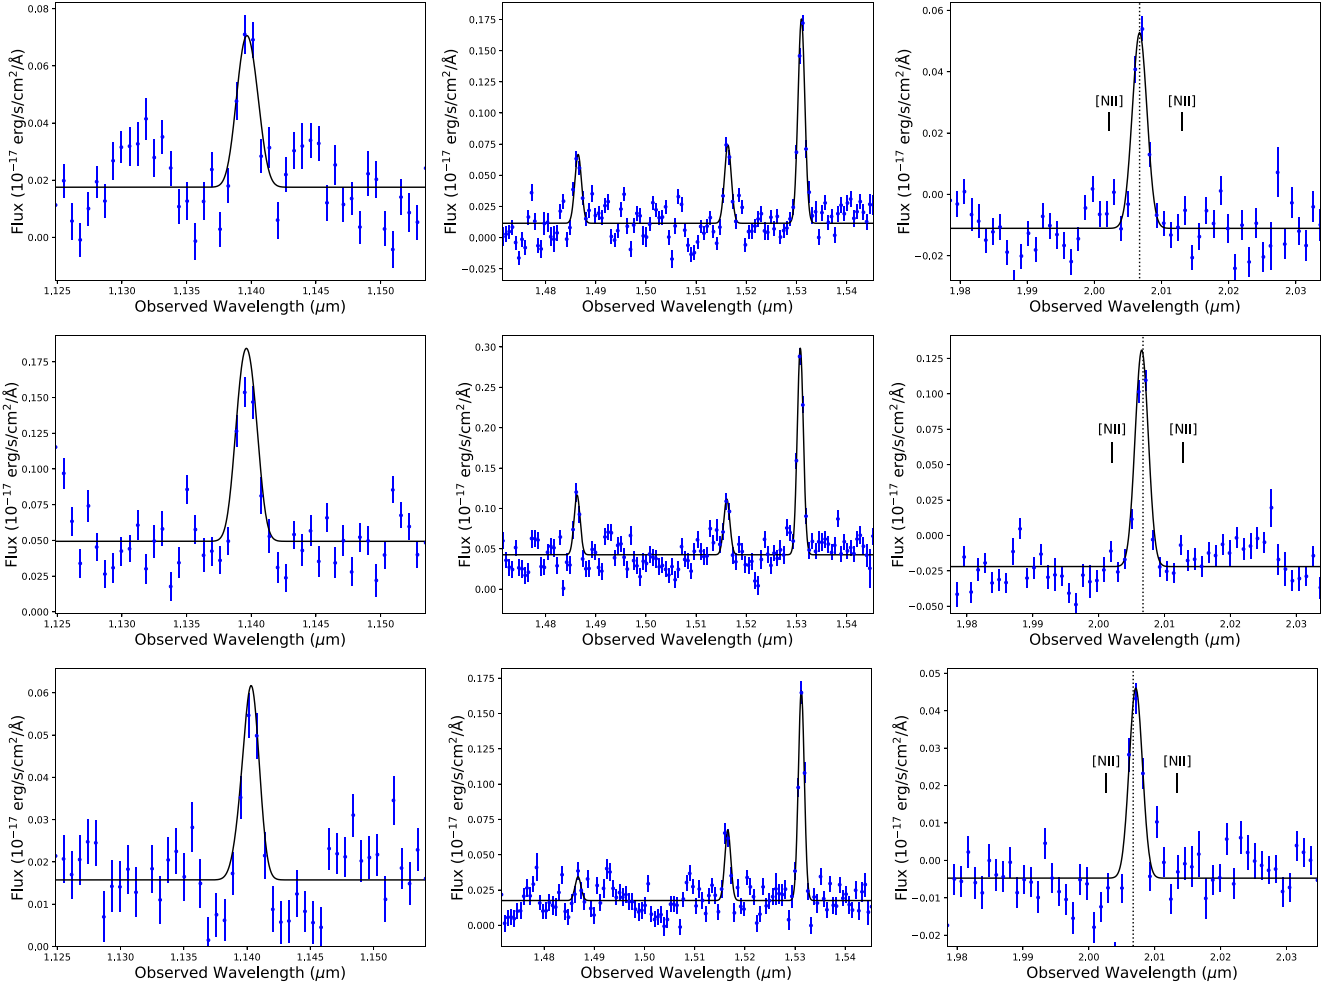 0.08
0.06
0.04
0.02
0.00
Flux (10⁻¹⁷ erg/s/cm²/Å)
1,125 1,130 1,135 1,140 1,145 1,150
Observed Wavelength (μm)
0.175
0.150
0.125
0.100
0.075
0.050
0.025
0.000
−0.025
Flux (10⁻¹⁷ erg/s/cm²/Å)
1,48 1,49 1,50 1,51 1,52 1,53 1,54
Observed Wavelength (μm)
0.06
0.04
0.02
0.00
−0.02
Flux (10⁻¹⁷ erg/s/cm²/Å)
[NII] [NII]
1,98 1,99 2,00 2,01 2,02 2,03
Observed Wavelength (μm)
0.175
0.150
0.125
0.100
0.075
0.050
0.025
0.000
Flux (10⁻¹⁷ erg/s/cm²/Å)
1,125 1,130 1,135 1,140 1,145 1,150
Observed Wavelength (μm)
0.30
0.25
0.20
0.15
0.10
0.05
0.00
Flux (10⁻¹⁷ erg/s/cm²/Å)
1,48 1,49 1,50 1,51 1,52 1,53 1,54
Observed Wavelength (μm)
0.125
0.100
0.075
0.050
0.025
0.000
−0.025
−0.050
Flux (10⁻¹⁷ erg/s/cm²/Å)
[NII] [NII]
1,98 1,99 2,00 2,01 2,02 2,03
Observed Wavelength (μm)
0.06
0.05
0.04
0.03
0.02
0.01
0.00
Flux (10⁻¹⁷ erg/s/cm²/Å)
1,125 1,130 1,135 1,140 1,145 1,150
Observed Wavelength (μm)
0.175
0.150
0.125
0.100
0.075
0.050
0.025
0.000
Flux (10⁻¹⁷ erg/s/cm²/Å)
1,48 1,49 1,50 1,51 1,52 1,53 1,54
Observed Wavelength (μm)
0.05
0.04
0.03
0.02
0.01
0.00
−0.01
−0.02
Flux (10⁻¹⁷ erg/s/cm²/Å)
[NII] [NII]
1,98 1,99 2,00 2,01 2,02 2,03
Observed Wavelength (μm)